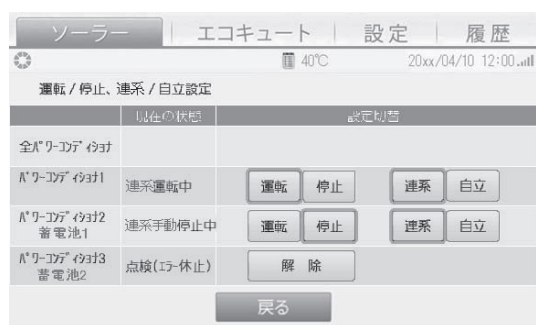 ソーラー エコキュート 設定 履歴
40℃ 20xx/04/10 12:00
運転/停止、連系/自立設定
現在の状態 設定切替
全ﾊﾟﾜｰｺﾝﾃﾞｨｼｮﾅ
ﾊﾟﾜｰｺﾝﾃﾞｨｼｮﾅ1 連系運転中 運転 停止 連系 自立
ﾊﾟﾜｰｺﾝﾃﾞｨｼｮﾅ2
蓄電池1 連系手動停止中 運転 停止 連系 自立
ﾊﾟﾜｰｺﾝﾃﾞｨｼｮﾅ3
蓄電池2 点検(ｴﾗｰ休止) 解 除
戻る